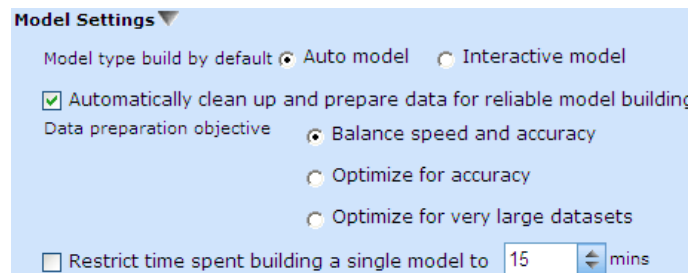 Model Settings
Model type build by default Auto model Interactive model
Automatically clean up and prepare data for reliable model building
Data preparation objective Balance speed and accuracy
Optimize for accuracy
Optimize for very large datasets
Restrict time spent building a single model to 15 mins